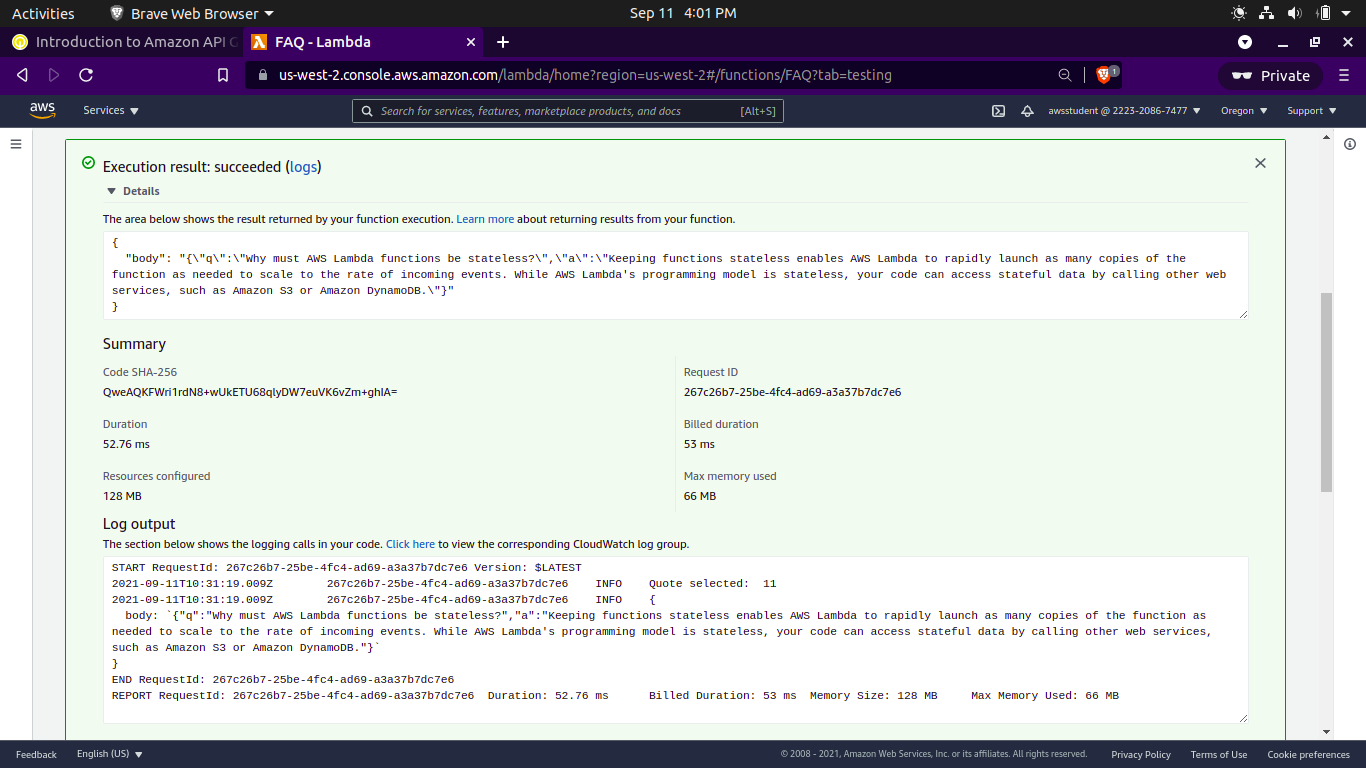 Activities Brave Web Browser Sep 11 4:01 PM
Introduction to Amazon API G FAQ - Lambda
us-west-2.console.aws.amazon.com/lambda/home?region=us-west-2#/functions/FAQ?tab=testing 1 Private
aws Services Search for services, features, marketplace products, and docs [Alt+S] awsstudent @ 2223-2086-7477 Oregon Support
Execution result: succeeded (logs)
Details
The area below shows the result returned by your function execution. Learn more about returning results from your function.
{
"body": "{\"q\":\"Why must AWS Lambda functions be stateless?\",\"a\":\"Keeping functions stateless enables AWS Lambda to rapidly launch as many copies of the
function as needed to scale to the rate of incoming events. While AWS Lambda's programming model is stateless, your code can access stateful data by calling other web
services, such as Amazon S3 or Amazon DynamoDB.\"}"
}
Summary
Code SHA-256 Request ID
QweAQKFWri1rdN8+wUkETU68qlyDW7euVK6vZm+ghIA= 267c26b7-25be-4fc4-ad69-a3a37b7dc7e6
Duration Billed duration
52.76 ms 53 ms
Resources configured Max memory used
128 MB 66 MB
Log output
The section below shows the logging calls in your code. Click here to view the corresponding CloudWatch log group.
START RequestId: 267c26b7-25be-4fc4-ad69-a3a37b7dc7e6 Version: $LATEST
2021-09-11T10:31:19.009Z 267c26b7-25be-4fc4-ad69-a3a37b7dc7e6 INFO Quote selected: 11
2021-09-11T10:31:19.009Z 267c26b7-25be-4fc4-ad69-a3a37b7dc7e6 INFO {
body: `{"q":"Why must AWS Lambda functions be stateless?","a":"Keeping functions stateless enables AWS Lambda to rapidly launch as many copies of the function as
needed to scale to the rate of incoming events. While AWS Lambda's programming model is stateless, your code can access stateful data by calling other web services,
such as Amazon S3 or Amazon DynamoDB."}`
}
END RequestId: 267c26b7-25be-4fc4-ad69-a3a37b7dc7e6
REPORT RequestId: 267c26b7-25be-4fc4-ad69-a3a37b7dc7e6 Duration: 52.76 ms Billed Duration: 53 ms Memory Size: 128 MB Max Memory Used: 66 MB
Feedback English (US) © 2008 - 2021, Amazon Web Services, Inc. or its affiliates. All rights reserved. Privacy Policy Terms of Use Cookie preferences